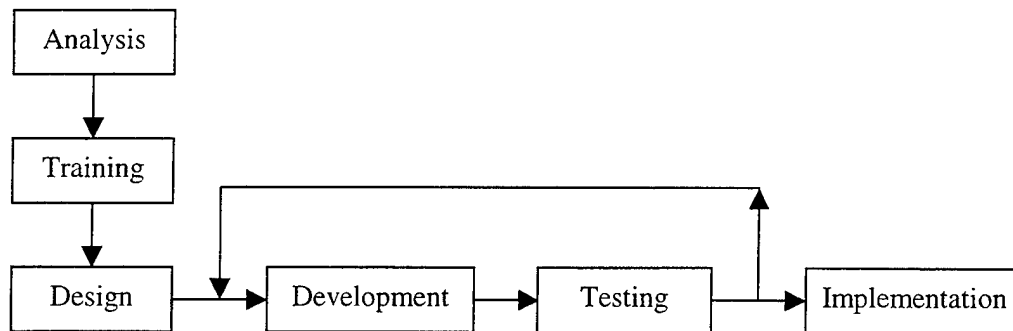 Analysis
Training
Design
Development
Testing
Implementation